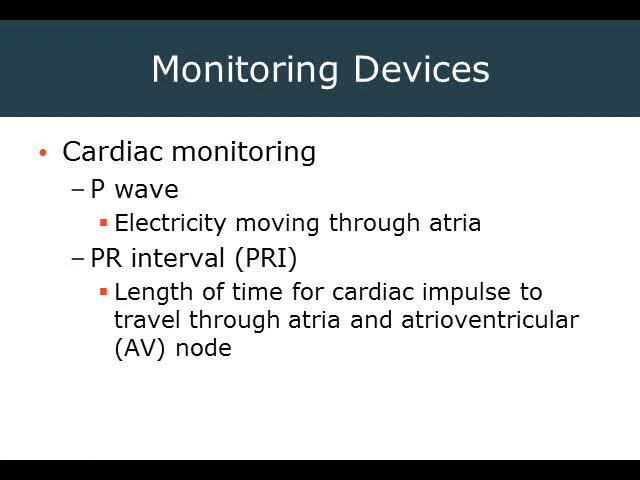 Monitoring Devices
• Cardiac monitoring
– P wave
▪ Electricity moving through atria
– PR interval (PRI)
▪ Length of time for cardiac impulse to
travel through atria and atrioventricular
(AV) node